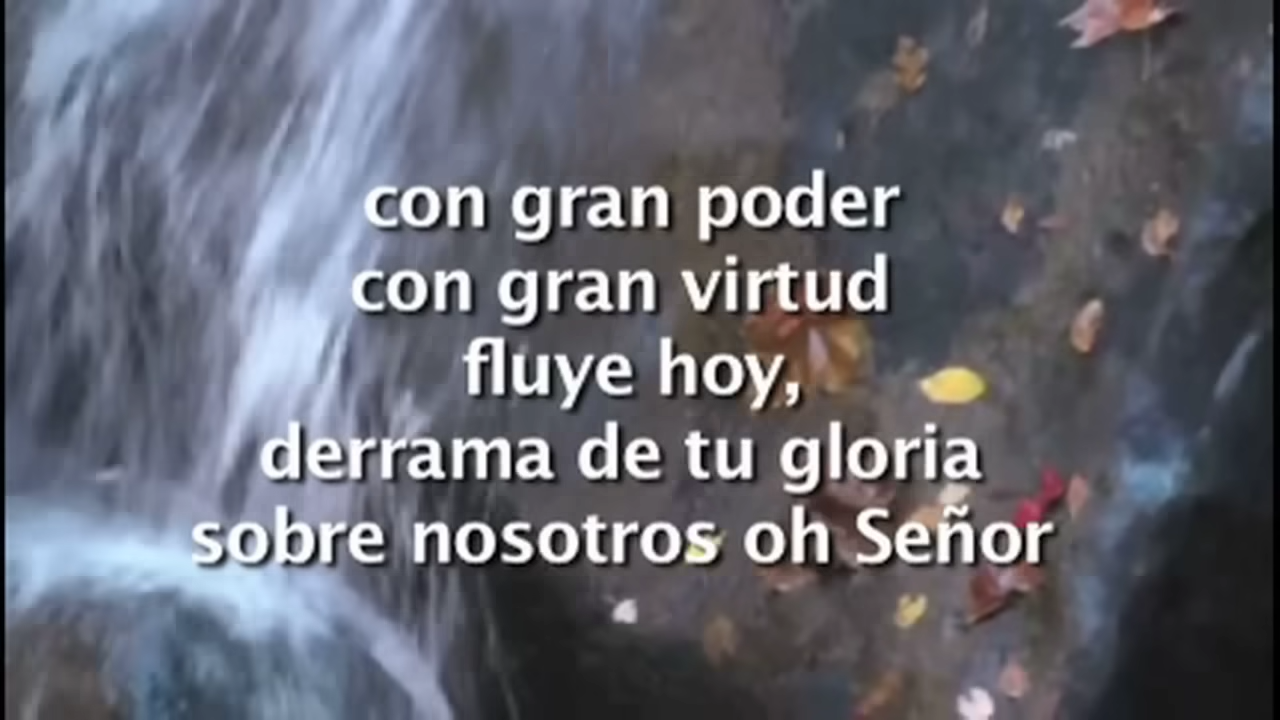 con gran poder
con gran virtud
fluye hoy,
derrama de tu gloria
sobre nosotros oh Señor